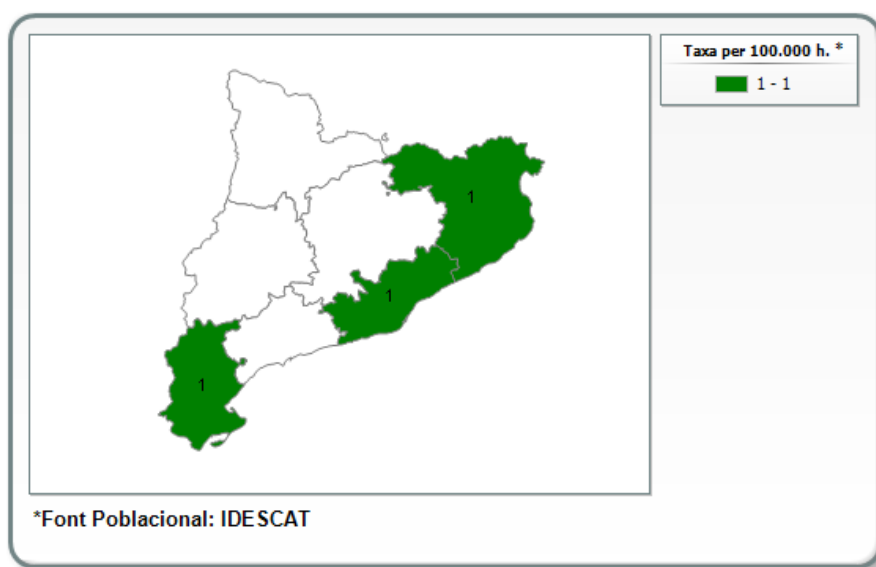 Taxa per 100.000 h. *
1 - 1
1
1
1
*Font Poblacional: IDESCAT